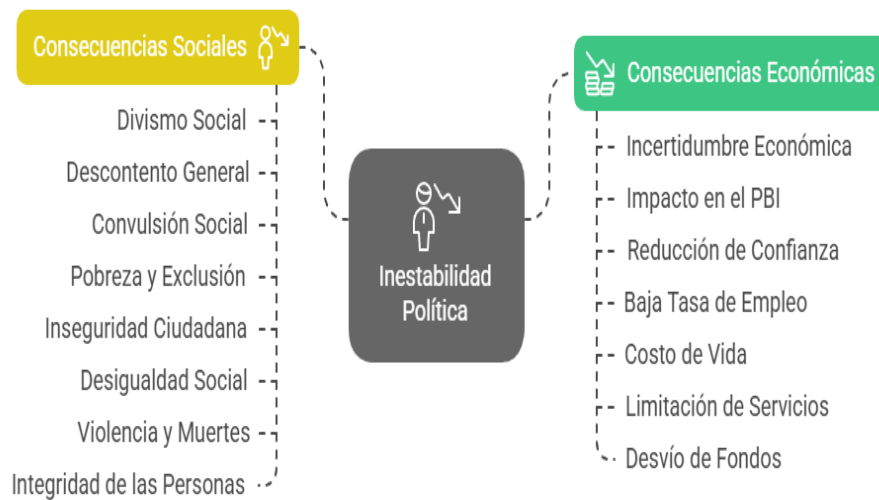 Consecuencias Sociales
Divismo Social
Descontento General
Convulsión Social
Pobreza y Exclusión
Inseguridad Ciudadana
Desigualdad Social
Violencia y Muertes
Integridad de las Personas
Inestabilidad
Política
Consecuencias Económicas
Incertidumbre Económica
Impacto en el PBI
Reducción de Confianza
Baja Tasa de Empleo
Costo de Vida
Limitación de Servicios
Desvío de Fondos